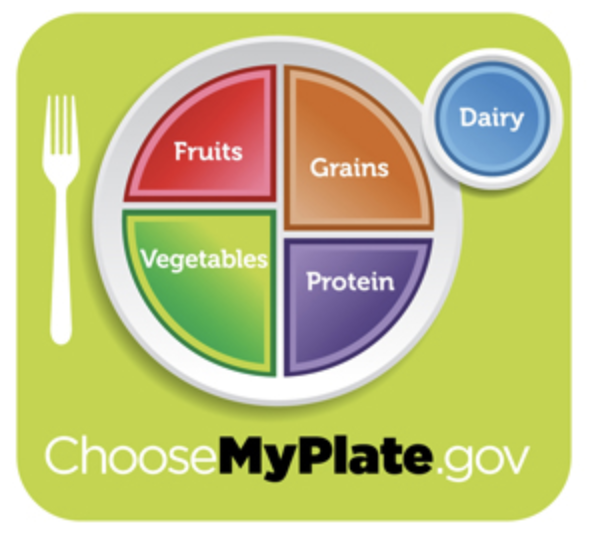 Fruits
Grains
Dairy
Vegetables
Protein
ChooseMyPlate.gov